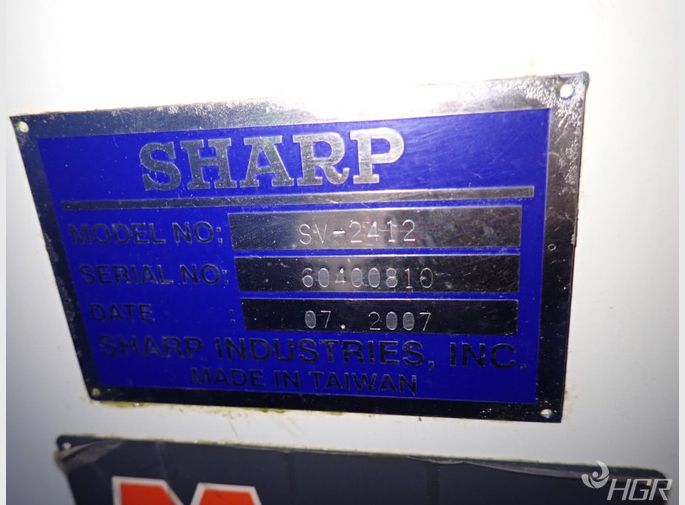 SHARP
MODEL NO: SV-2412
SERIAL NO: 60400810
DATE : 07. 2007
SHARP INDUSTRIES, INC.
MADE IN TAIWAN
HGR